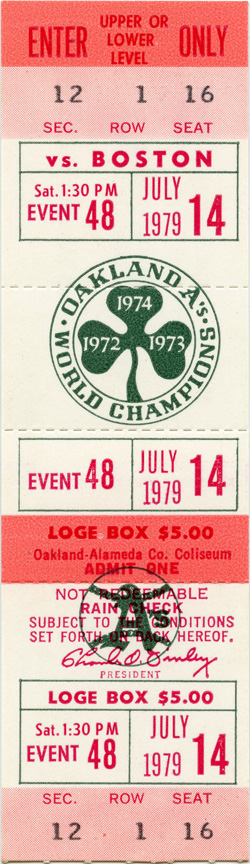 ENTER UPPER OR LOWER LEVEL ONLY
12 1 16
SEC. ROW SEAT
vs. BOSTON
Sat. 1:30 PM
EVENT 48
JULY 14
1979
OAKLAND A's
1974
1972 1973
WORLD CHAMPIONS
EVENT 48
JULY 14
1979
LOGE BOX $5.00
Oakland-Alameda Co. Coliseum
ADMIT ONE
NOT REDEEMABLE
RAIN CHECK
SUBJECT TO THE CONDITIONS
SET FORTH ON BACK HEREOF.
PRESIDENT
LOGE BOX $5.00
Sat. 1:30 PM
EVENT 48
JULY 14
1979
SEC. ROW SEAT
12 1 16